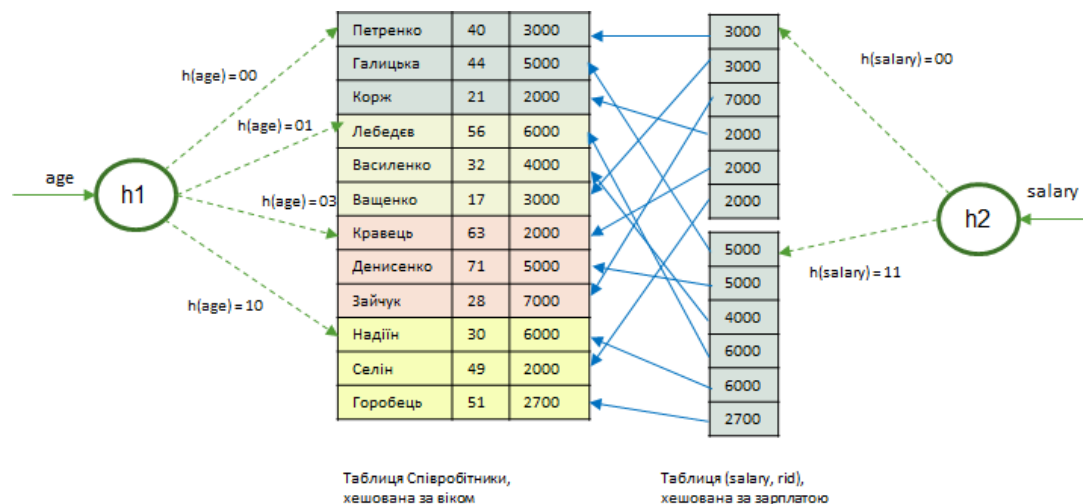 age
h1
h(age) = 00
h(age) = 01
h(age) = 03
h(age) = 10
Петренко 40 3000
Галицька 44 5000
Корж 21 2000
Лебедєв 56 6000
Василенко 32 4000
Ващенко 17 3000
Кравець 63 2000
Денисенко 71 5000
Зайчук 28 7000
Надіїн 30 6000
Селін 49 2000
Горобець 51 2700
Таблиця Співробітники,
хешована за віком
3000
3000
7000
2000
2000
2000
5000
5000
4000
6000
6000
2700
Таблиця (salary, rid),
хешована за зарплатою
h(salary) = 00
h(salary) = 11
h2
salary